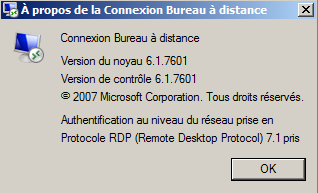 À propos de la Connexion Bureau à distance
Connexion Bureau à distance
Version du noyau 6.1.7601
Version de contrôle 6.1.7601
© 2007 Microsoft Corporation. Tous droits réservés.
Authentification au niveau du réseau prise en
Protocole RDP (Remote Desktop Protocol) 7.1 pris
OK